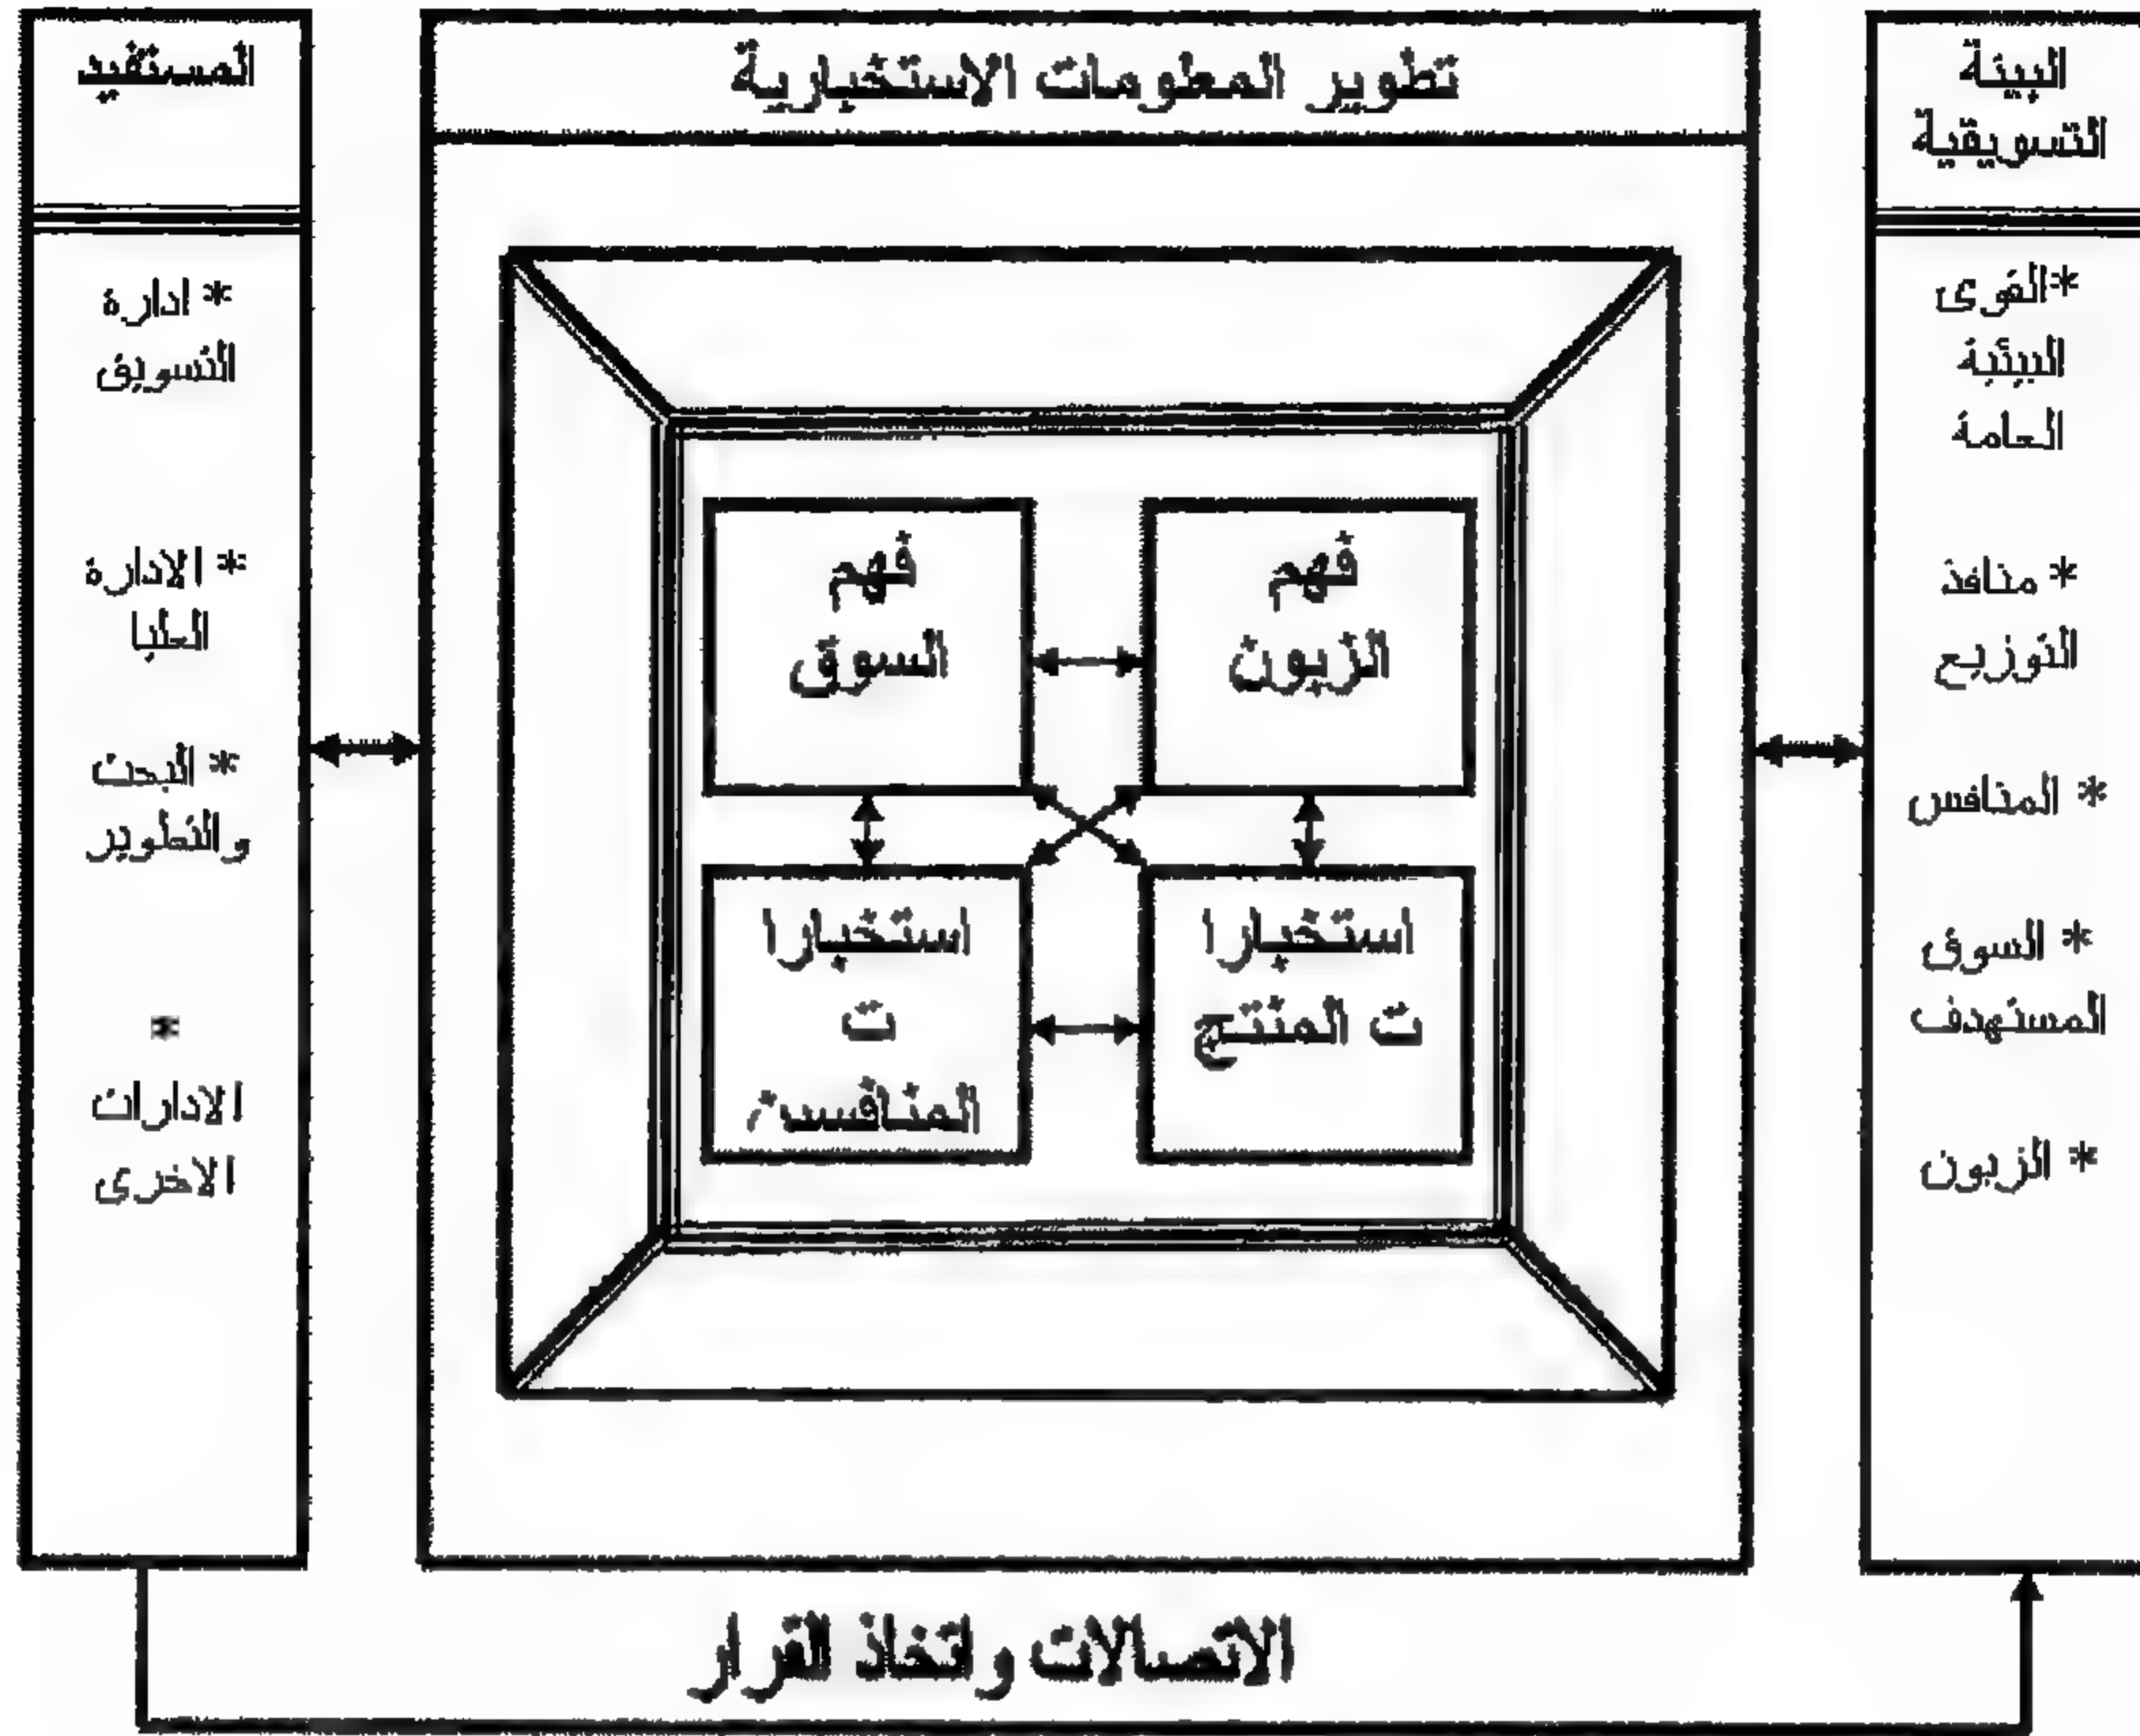 البيئة
التسويقية
*القوى
البيئية
العامة
* منافذ
التوزيع
* المنافس
* السوق
المستهدف
* الزبون
تطوير المعلومات الاستخبارية
فهم
الزبون
فهم
السوق
استخبارا
ت المنتج
استخبارا
ت
المستفيد
* ادارة
التسويق
* الادارة
العليا
* البحث
والتطوير
*
الادارات
الاخرى
الاتصالات واتخاذ القرار